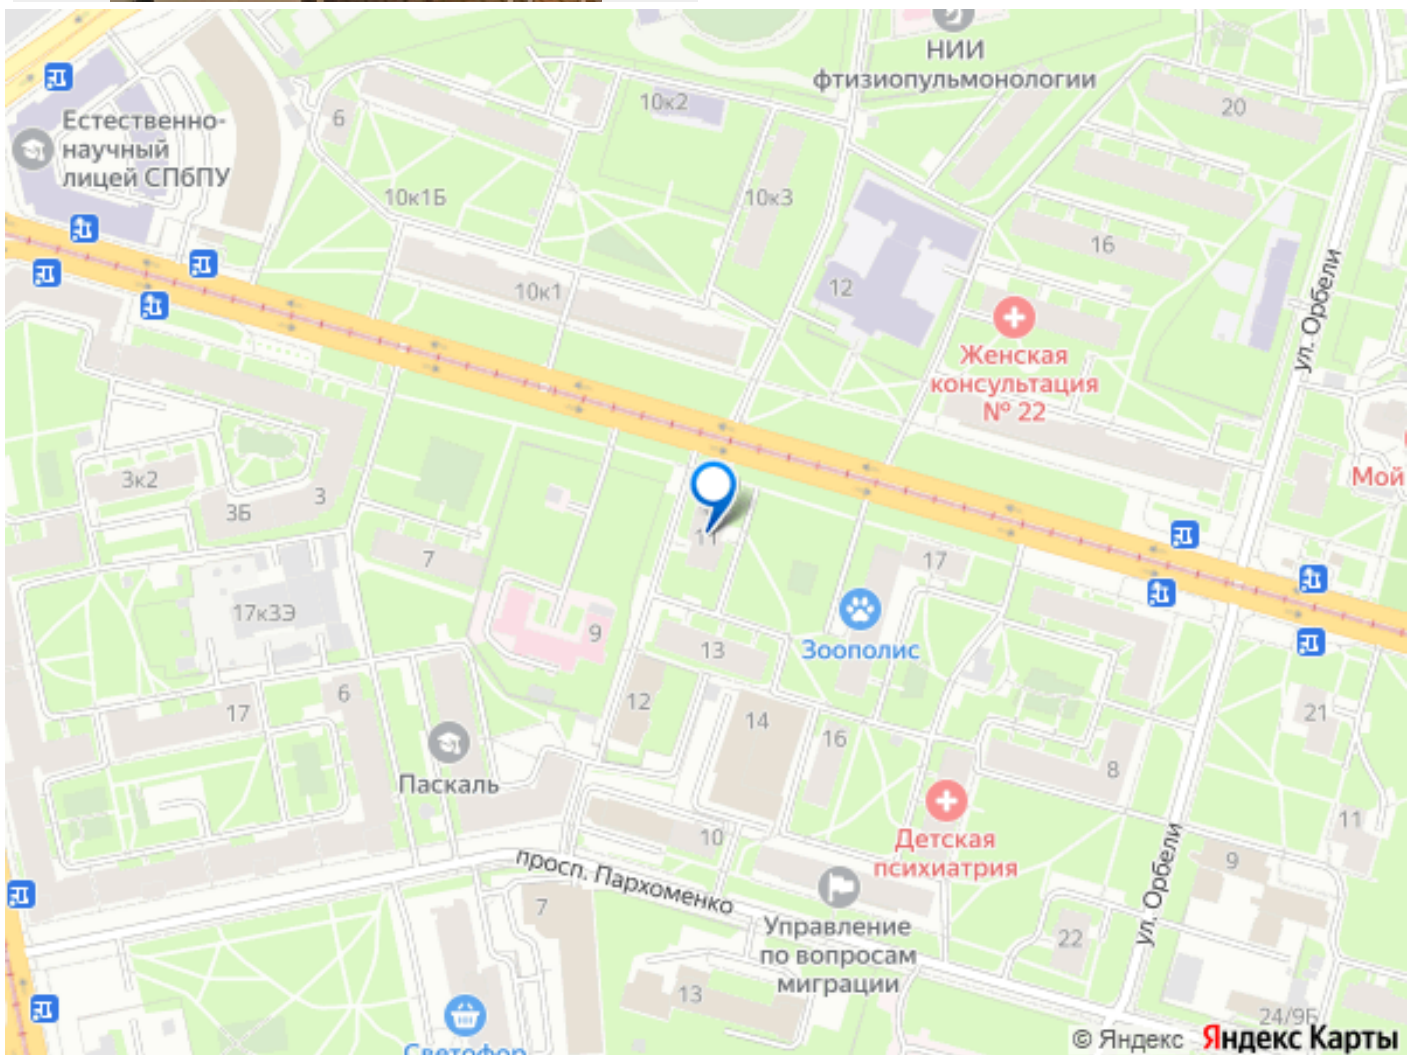 НИИ
фтизиопульмонологии
Естественно-
научный
лицей СПбПУ
6
10к2
20
10к1Б
10к3
16
12
10к1
ул. Орбели
Женская
консультация
№ 22
Мой
3к2
3Б
3
7
11
17
17к3Э
9
13
Зоополис
17
6
12
14
16
21
Паскаль
8
10
Детская
психиатрия
11
9
просп. Пархоменко
7
Управление
по вопросам
миграции
ул. Орбели
22
13
24/9Б
Светофор
© Яндекс Яндекс Карты